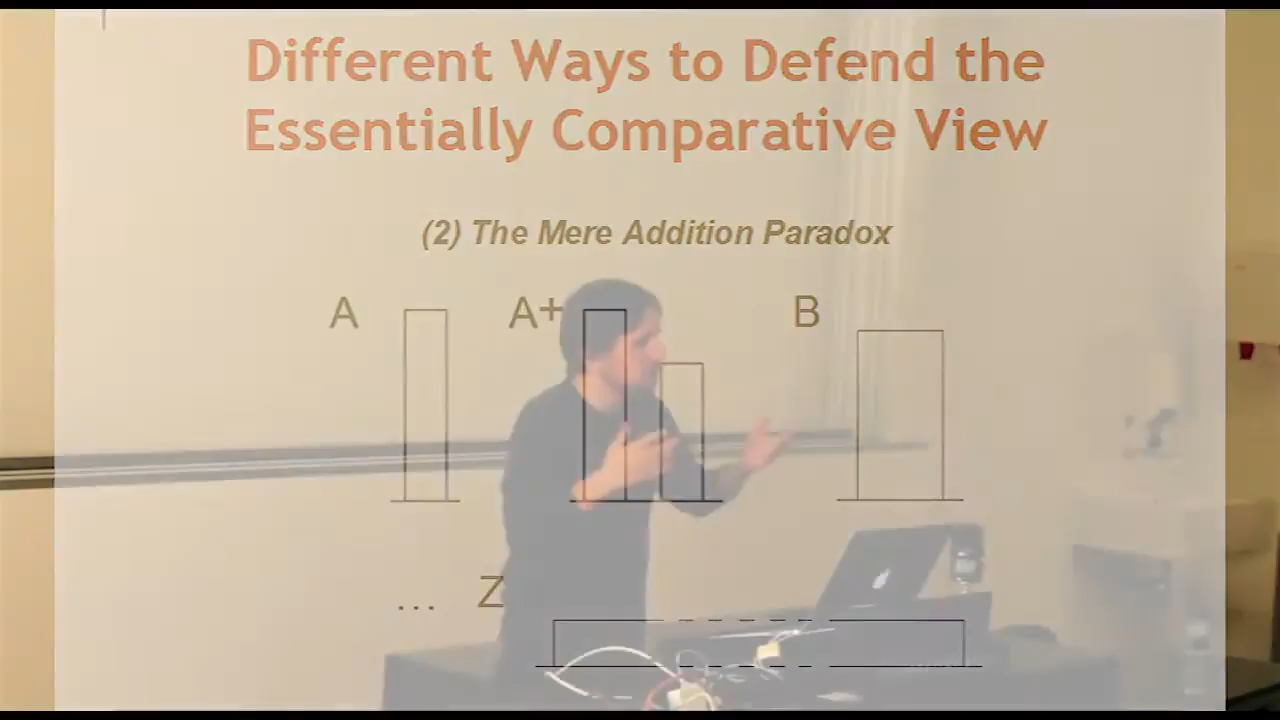 Different Ways to Defend the
Essentially Comparative View
(2) The Mere Addition Paradox
A A+ B
... Z